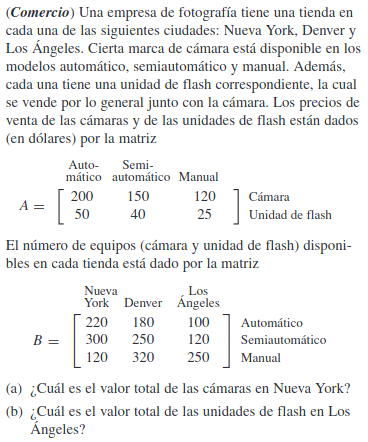 (Comercio) Una empresa de fotografía tiene una tienda en
cada una de las siguientes ciudades: Nueva York, Denver y
Los Ángeles. Cierta marca de cámara está disponible en los
modelos automático, semiautomático y manual. Además,
cada una tiene una unidad de flash correspondiente, la cual
se vende por lo general junto con la cámara. Los precios de
venta de las cámaras y de las unidades de flash están dados
(en dólares) por la matriz
Auto- Semi-
mático automático Manual
A = [ 200 150 120 ] Cámara
50 40 25 Unidad de flash
El número de equipos (cámara y unidad de flash) disponi-
bles en cada tienda está dado por la matriz
Nueva Los
York Denver Ángeles
220 180 100 Automático
B = [ 300 250 120 ] Semiautomático
120 320 250 Manual
(a) ¿Cuál es el valor total de las cámaras en Nueva York?
(b) ¿Cuál es el valor total de las unidades de flash en Los
Ángeles?